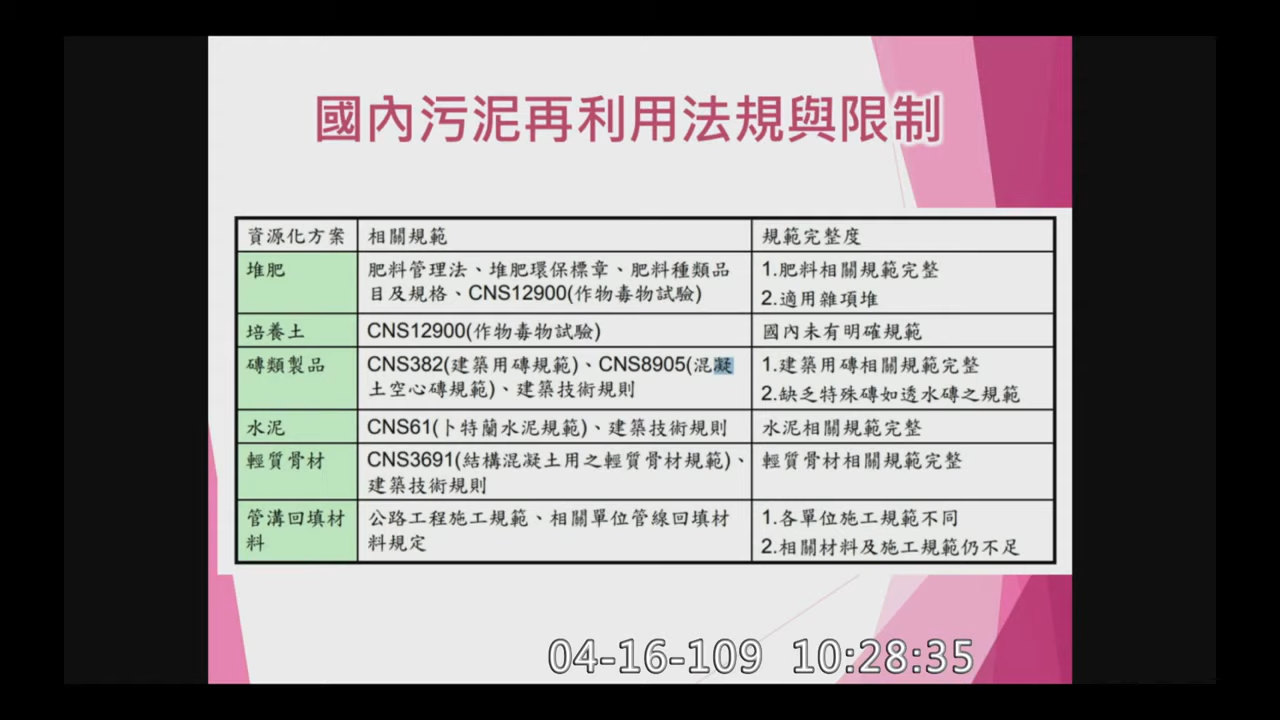 國內污泥再利用法規與限制
資源化方案 相關規範 規範完整度
堆肥 肥料管理法、堆肥環保標章、肥料種類品 1.肥料相關規範完整
目及規格、CNS12900(作物毒物試驗) 2.適用雜項堆
培養土 CNS12900(作物毒物試驗) 國內未有明確規範
磚類製品 CNS382(建築用磚規範)、CNS8905(混凝 1.建築用磚相關規範完整
土空心磚規範)、建築技術規則 2.缺乏特殊磚如透水磚之規範
水泥 CNS61(卜特蘭水泥規範)、建築技術規則 水泥相關規範完整
輕質骨材 CNS3691(結構混凝土用之輕質骨材規範)、 輕質骨材相關規範完整
建築技術規則
管溝回填材 公路工程施工規範、相關單位管線回填材 1.各單位施工規範不同
料 料規定 2.相關材料及施工規範仍不足
04-16-109 10:28:35